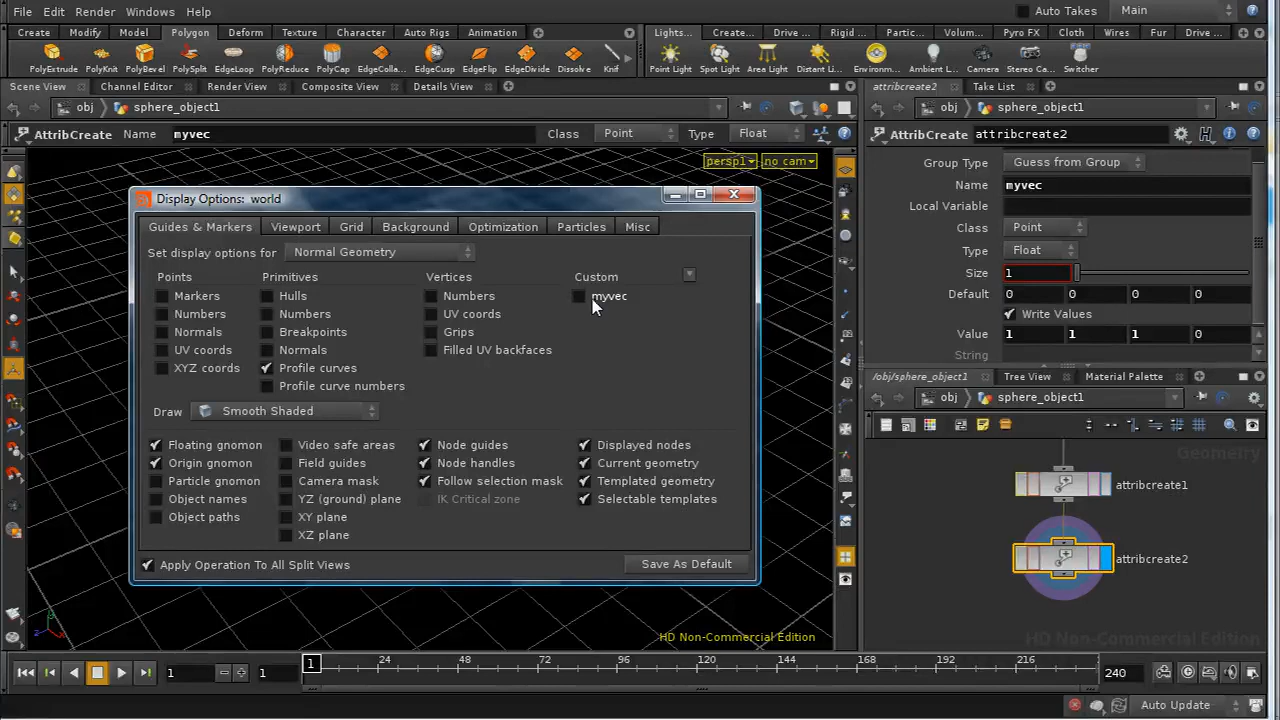 File Edit Render Windows Help Auto Takes Main
Create Modify Model Polygon Deform Texture Character Auto Rigs Animation Lights... Create... Drive ... Rigid ... Partic... Volum... Pyro FX Cloth Wires Fur Drive ...
PolyExtrude PolyKnit PolyBevel PolySplit EdgeLoop PolyReduce PolyCap EdgeColla... EdgeCusp EdgeFlip EdgeDivide Dissolve Knif Point Light Spot Light Area Light Distant Li... Environm... Ambient L... Camera Stereo Ca... Switcher
Scene View Channel Editor Render View Composite View Details View attribcreate2 Take List
obj sphere_object1 obj sphere_object1
AttribCreate Name myvec Class Point Type Float AttribCreate attribcreate2
persp1 no cam
Group Type Guess from Group
Name myvec
Local Variable
Class Point
Type Float
Size 1
Default 0 0 0 0
Write Values
Value 1 1 1 0
String
Display Options: world
Guides & Markers Viewport Grid Background Optimization Particles Misc
Set display options for Normal Geometry
Points Primitives Vertices Custom
Markers Hulls Numbers myvec
Numbers Numbers UV coords
Normals Breakpoints Grips
UV coords Normals Filled UV backfaces
XYZ coords Profile curves
Profile curve numbers
Draw Smooth Shaded
Floating gnomon Video safe areas Node guides Displayed nodes
Origin gnomon Field guides Node handles Current geometry
Particle gnomon Camera mask Follow selection mask Templated geometry
Object names YZ (ground) plane IK Critical zone Selectable templates
Object paths XY plane
XZ plane
Apply Operation To All Split Views Save As Default
/obj/sphere_object1 Tree View Material Palette
obj sphere_object1
Geometry
attribcreate1
attribcreate2
HD Non-Commercial Edition
HD Non-Commercial Edition
z x
1 1 1 24 48 72 96 120 144 168 192 216 240
Auto Update